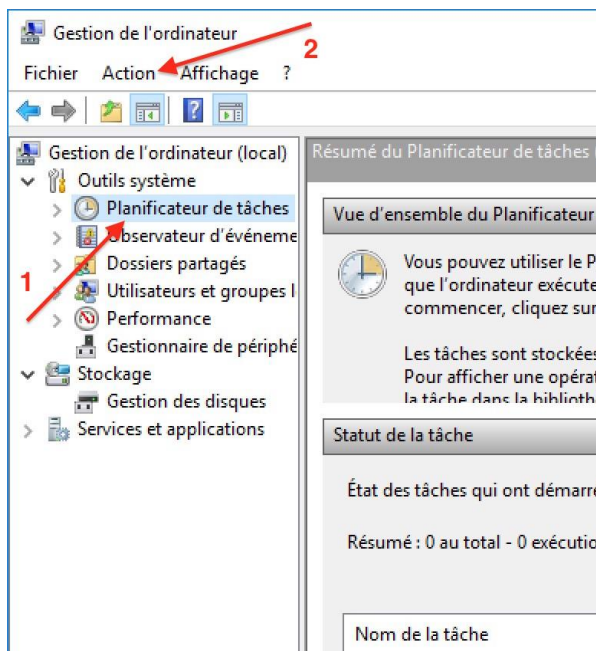 Gestion de l'ordinateur
2
Fichier Action Affichage ?
Gestion de l'ordinateur (local)
Outils système
Planificateur de tâches
Observateur d'événeme
1
Dossiers partagés
Utilisateurs et groupes l
Performance
Gestionnaire de périphé
Stockage
Gestion des disques
Services et applications
Résumé du Planificateur de tâches (
Vue d'ensemble du Planificateur
Vous pouvez utiliser le P
que l'ordinateur exécute
commencer, cliquez sur
Les tâches sont stockées
Pour afficher une opérat
la tâche dans la biblioth
Statut de la tâche
État des tâches qui ont démarré
Résumé : 0 au total - 0 exécutio
Nom de la tâche